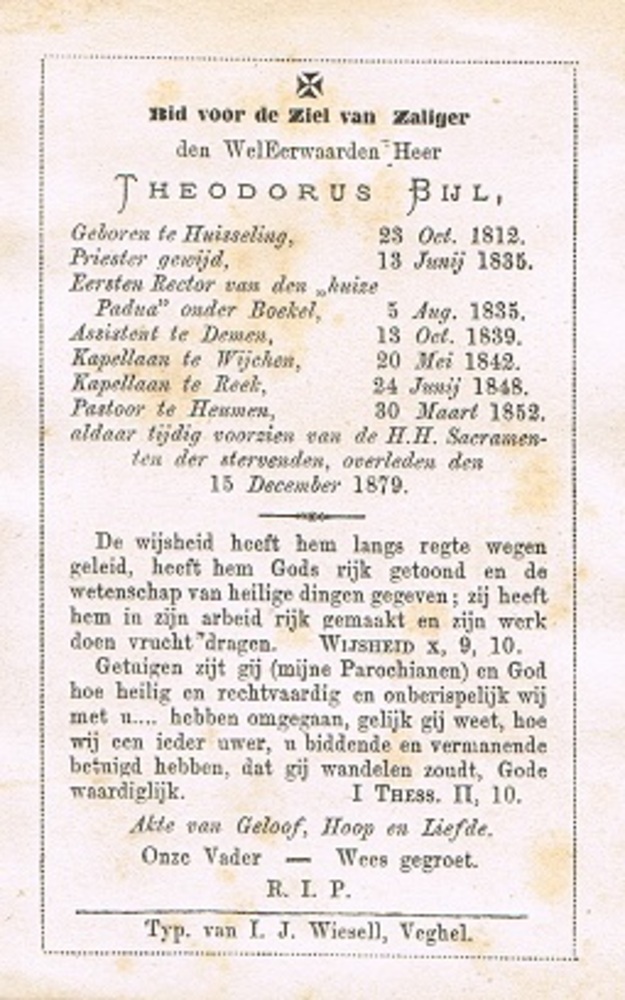 Bid voor de Ziel van Zaliger
den WelEerwaarden Heer
THEODORUS BIJL,
Geboren te Huisseling, 23 Oct. 1812.
Priester gewijd, 13 Junij 1835.
Eersten Rector van den „huize
Padua" onder Boekel, 5 Aug. 1835.
Assistent te Demen, 13 Oct. 1839.
Kapellaan te Wijchen, 20 Mei 1842.
Kapellaan te Reek, 24 Junij 1848.
Pastoor te Heumen, 30 Maart 1852.
aldaar tijdig voorzien van de H.H. Sacramen-
ten der stervenden, overleden den
15 December 1879.
De wijsheid heeft hem langs regte wegen
geleid, heeft hem Gods rijk getoond en de
wetenschap van heilige dingen gegeven; zij heeft
hem in zijn arbeid rijk gemaakt en zijn werk
doen vrucht dragen. WIJSHEID X, 9, 10.
Getuigen zijt gij (mijne Parochianen) en God
hoe heilig en rechtvaardig en onberispelijk wij
met u.... hebben omgegaan, gelijk gij weet, hoe
wij een ieder uwer, u biddende en vermanende
betuigd hebben, dat gij wandelen zoudt, Gode
waardiglijk. I THESS. II, 10.
Akte van Geloof, Hoop en Liefde.
Onze Vader — Wees gegroet.
R. I. P.
Typ. van I. J. Wiesell, Veghel.